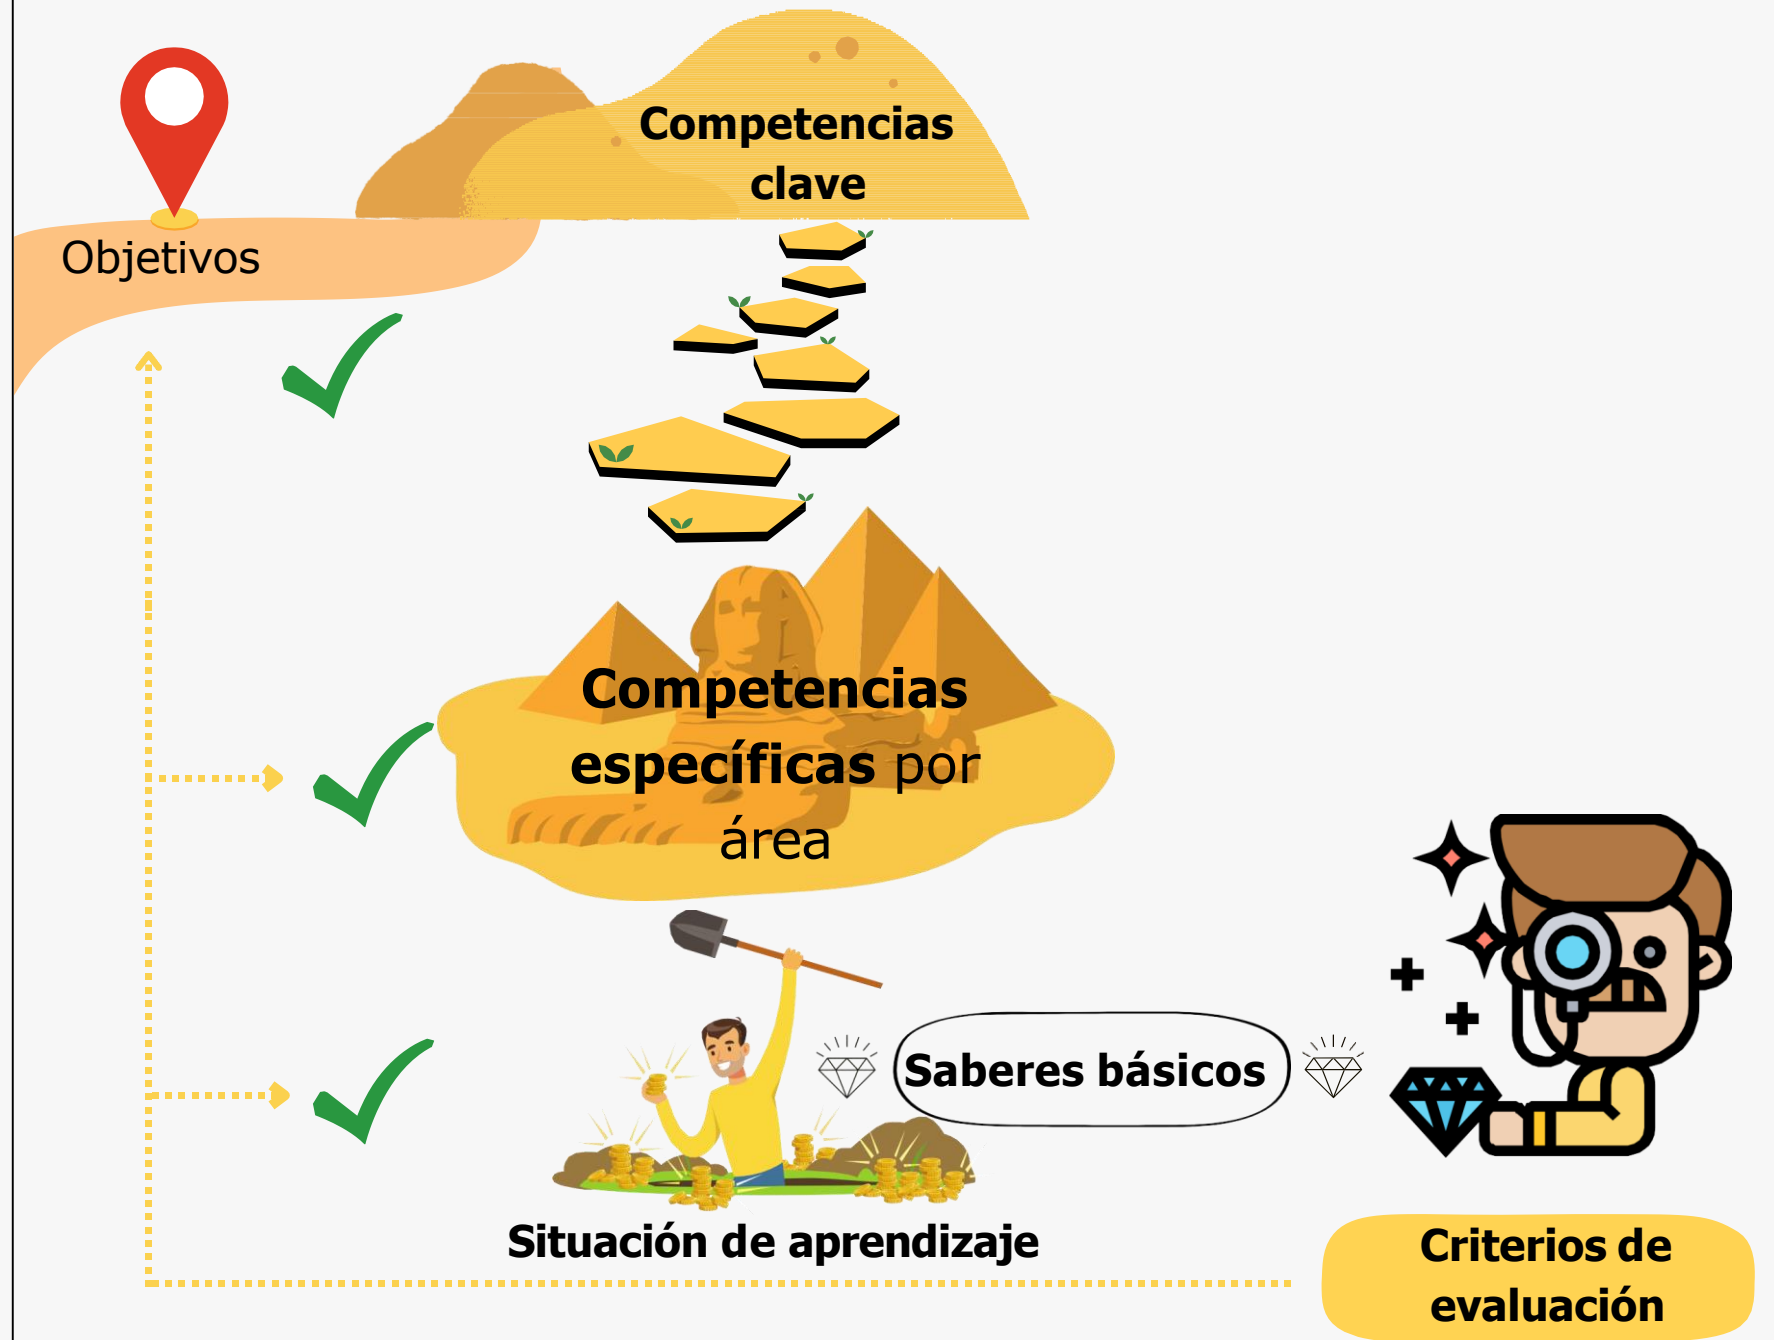 Competencias
clave
Objetivos
Competencias
específicas por
área
Saberes básicos
Situación de aprendizaje
Criterios de
evaluación